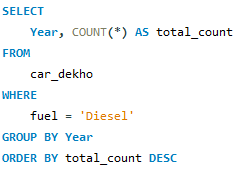 SELECT
    Year, COUNT(*) AS total_count
FROM
    car_dekho
WHERE
    fuel = 'Diesel'
GROUP BY Year
ORDER BY total_count DESC